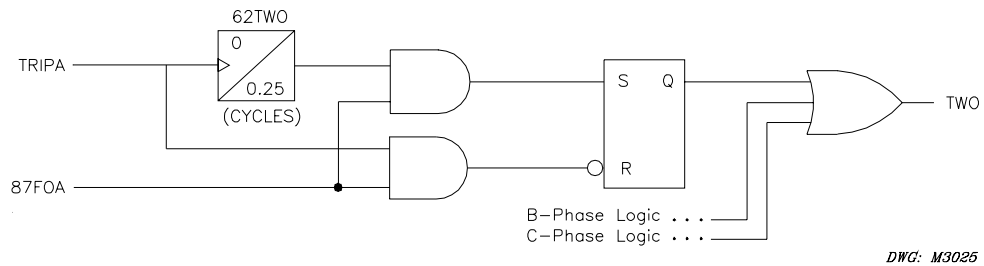 62TWO
0
TRIPA
0.25
(CYCLES)
S Q
TWO
R
87FOA
B-Phase Logic ...
C-Phase Logic ...
DWG: M3025